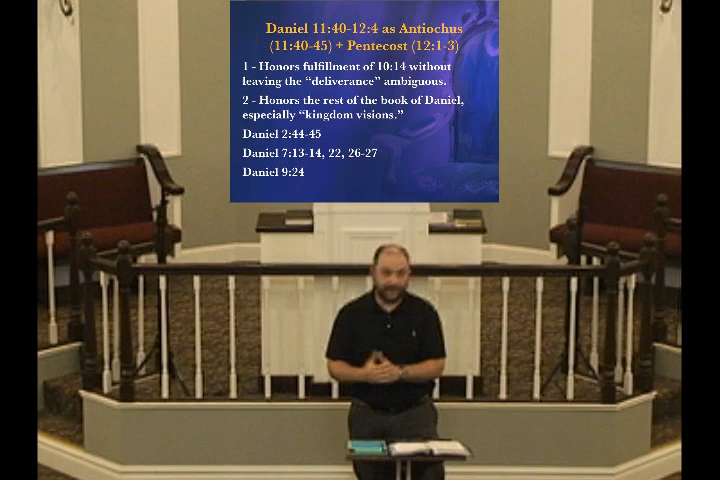 Daniel 11:40-12:4 as Antiochus
(11:40-45) + Pentecost (12:1-3)
1 - Honors fulfillment of 10:14 without
leaving the “deliverance” ambiguous.
2 - Honors the rest of the book of Daniel,
especially “kingdom visions.”
Daniel 2:44-45
Daniel 7:13-14, 22, 26-27
Daniel 9:24